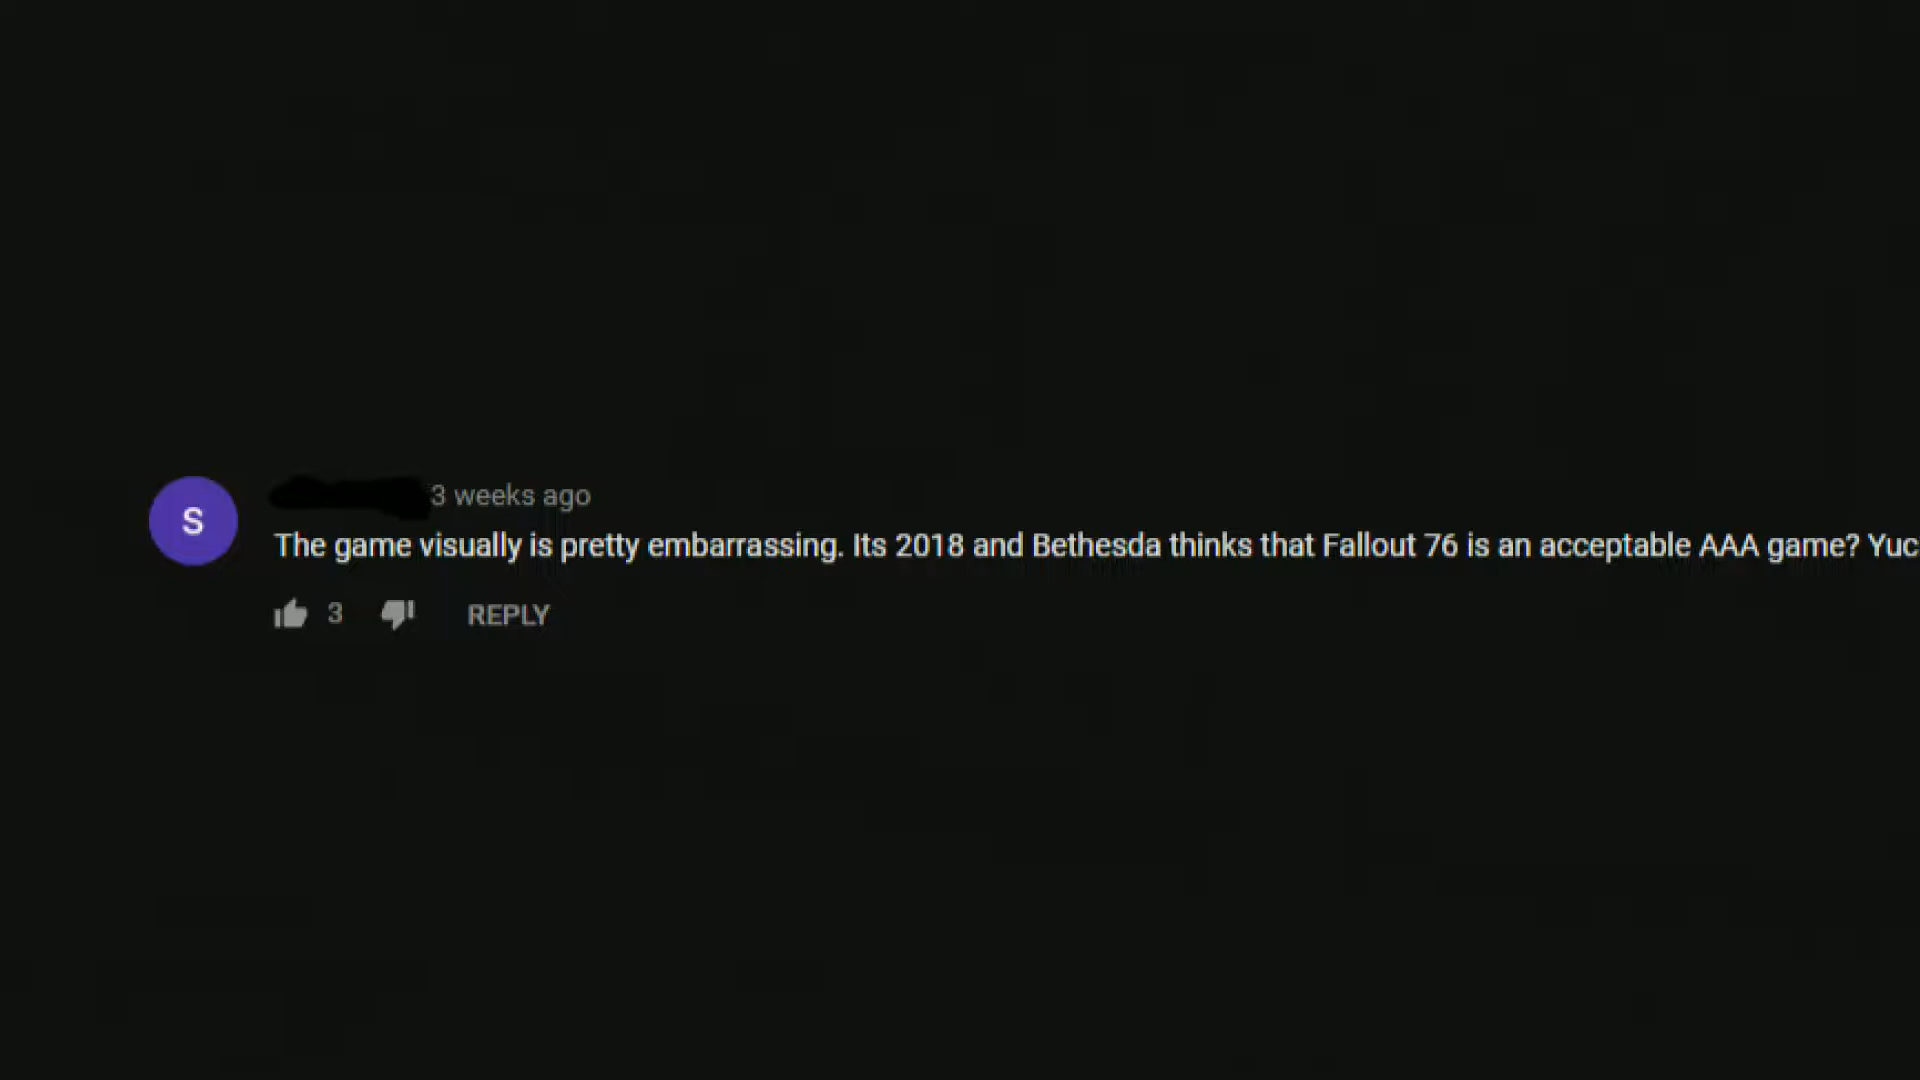 S
3 weeks ago
The game visually is pretty embarrassing. Its 2018 and Bethesda thinks that Fallout 76 is an acceptable AAA game? Yuc
3 REPLY